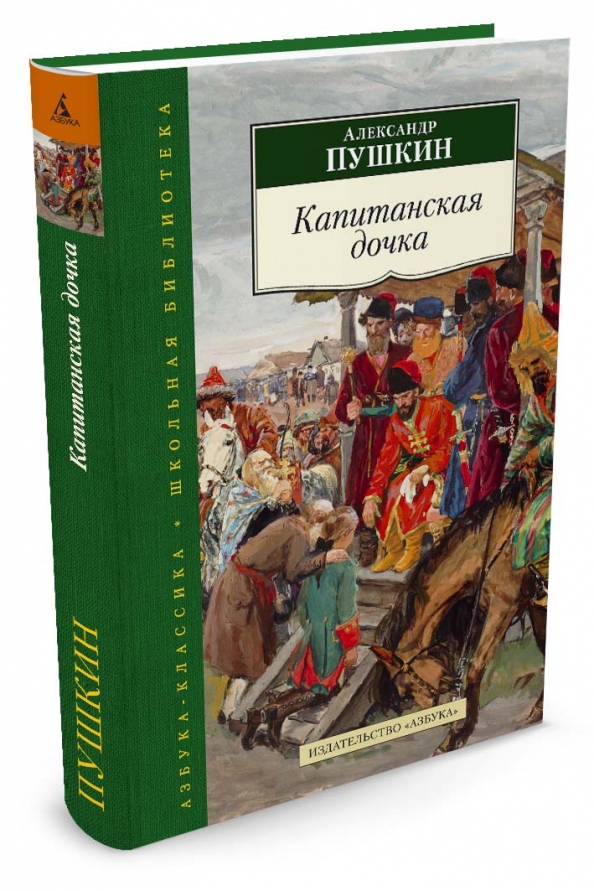 АЗБУКА
Капитанская дочка
ПУШКИН
АЗБУКА-КЛАССИКА * ШКОЛЬНАЯ БИБЛИОТЕКА
АЛЕКСАНДР
ПУШКИН
Капитанская
дочка
ИЗДАТЕЛЬСТВО «АЗБУКА»